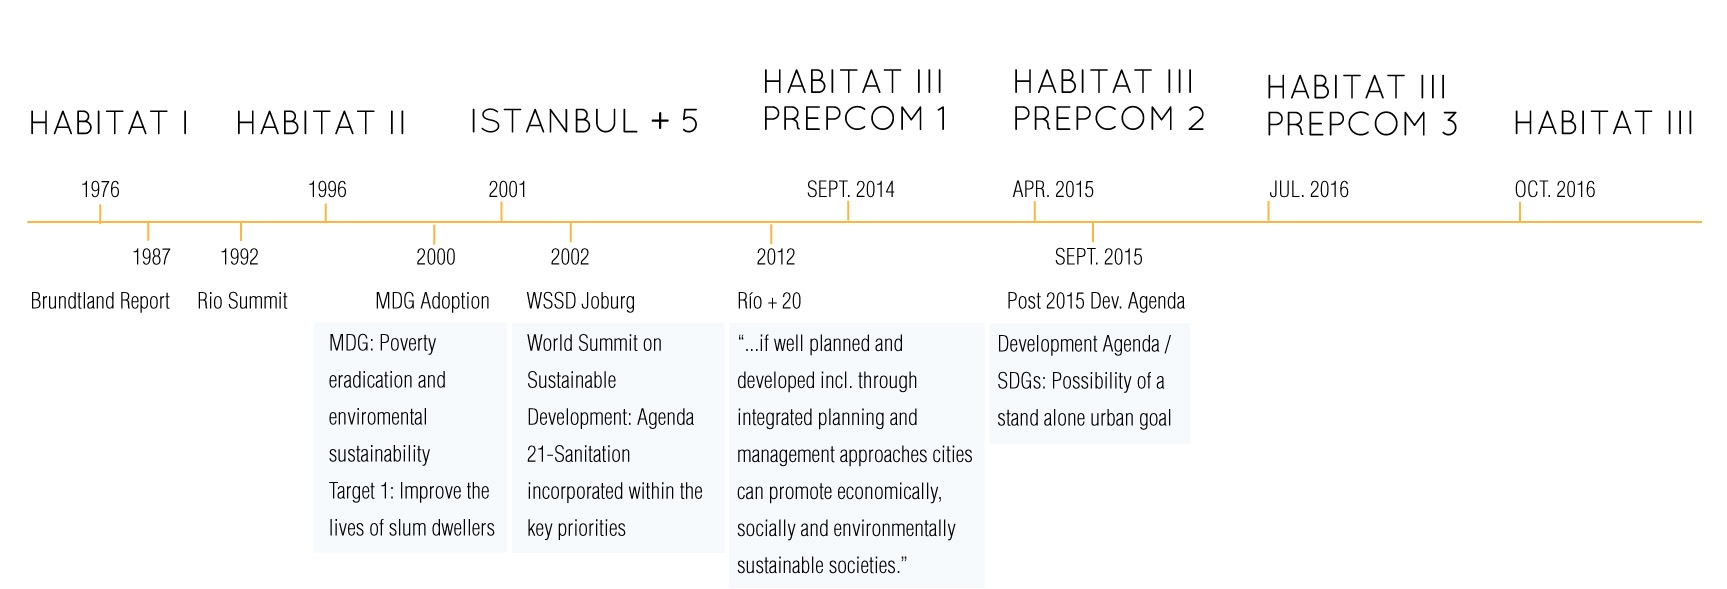 HABITAT I
HABITAT II
ISTANBUL + 5
HABITAT III
PREPCOM 1
HABITAT III
PREPCOM 2
HABITAT III
PREPCOM 3
HABITAT III
1976
1996
2001
SEPT. 2014
APR. 2015
JUL. 2016
OCT. 2016
1987
1992
2000
2002
2012
SEPT. 2015
Brundtland Report
Rio Summit
MDG Adoption
WSSD Joburg
Río + 20
Post 2015 Dev. Agenda
MDG: Poverty
eradication and
enviromental
sustainability
Target 1: Improve the
lives of slum dwellers
World Summit on
Sustainable
Development: Agenda
21-Sanitation
incorporated within the
key priorities
“...if well planned and
developed incl. through
integrated planning and
management approaches cities
can promote economically,
socially and environmentally
sustainable societies.”
Development Agenda /
SDGs: Possibility of a
stand alone urban goal